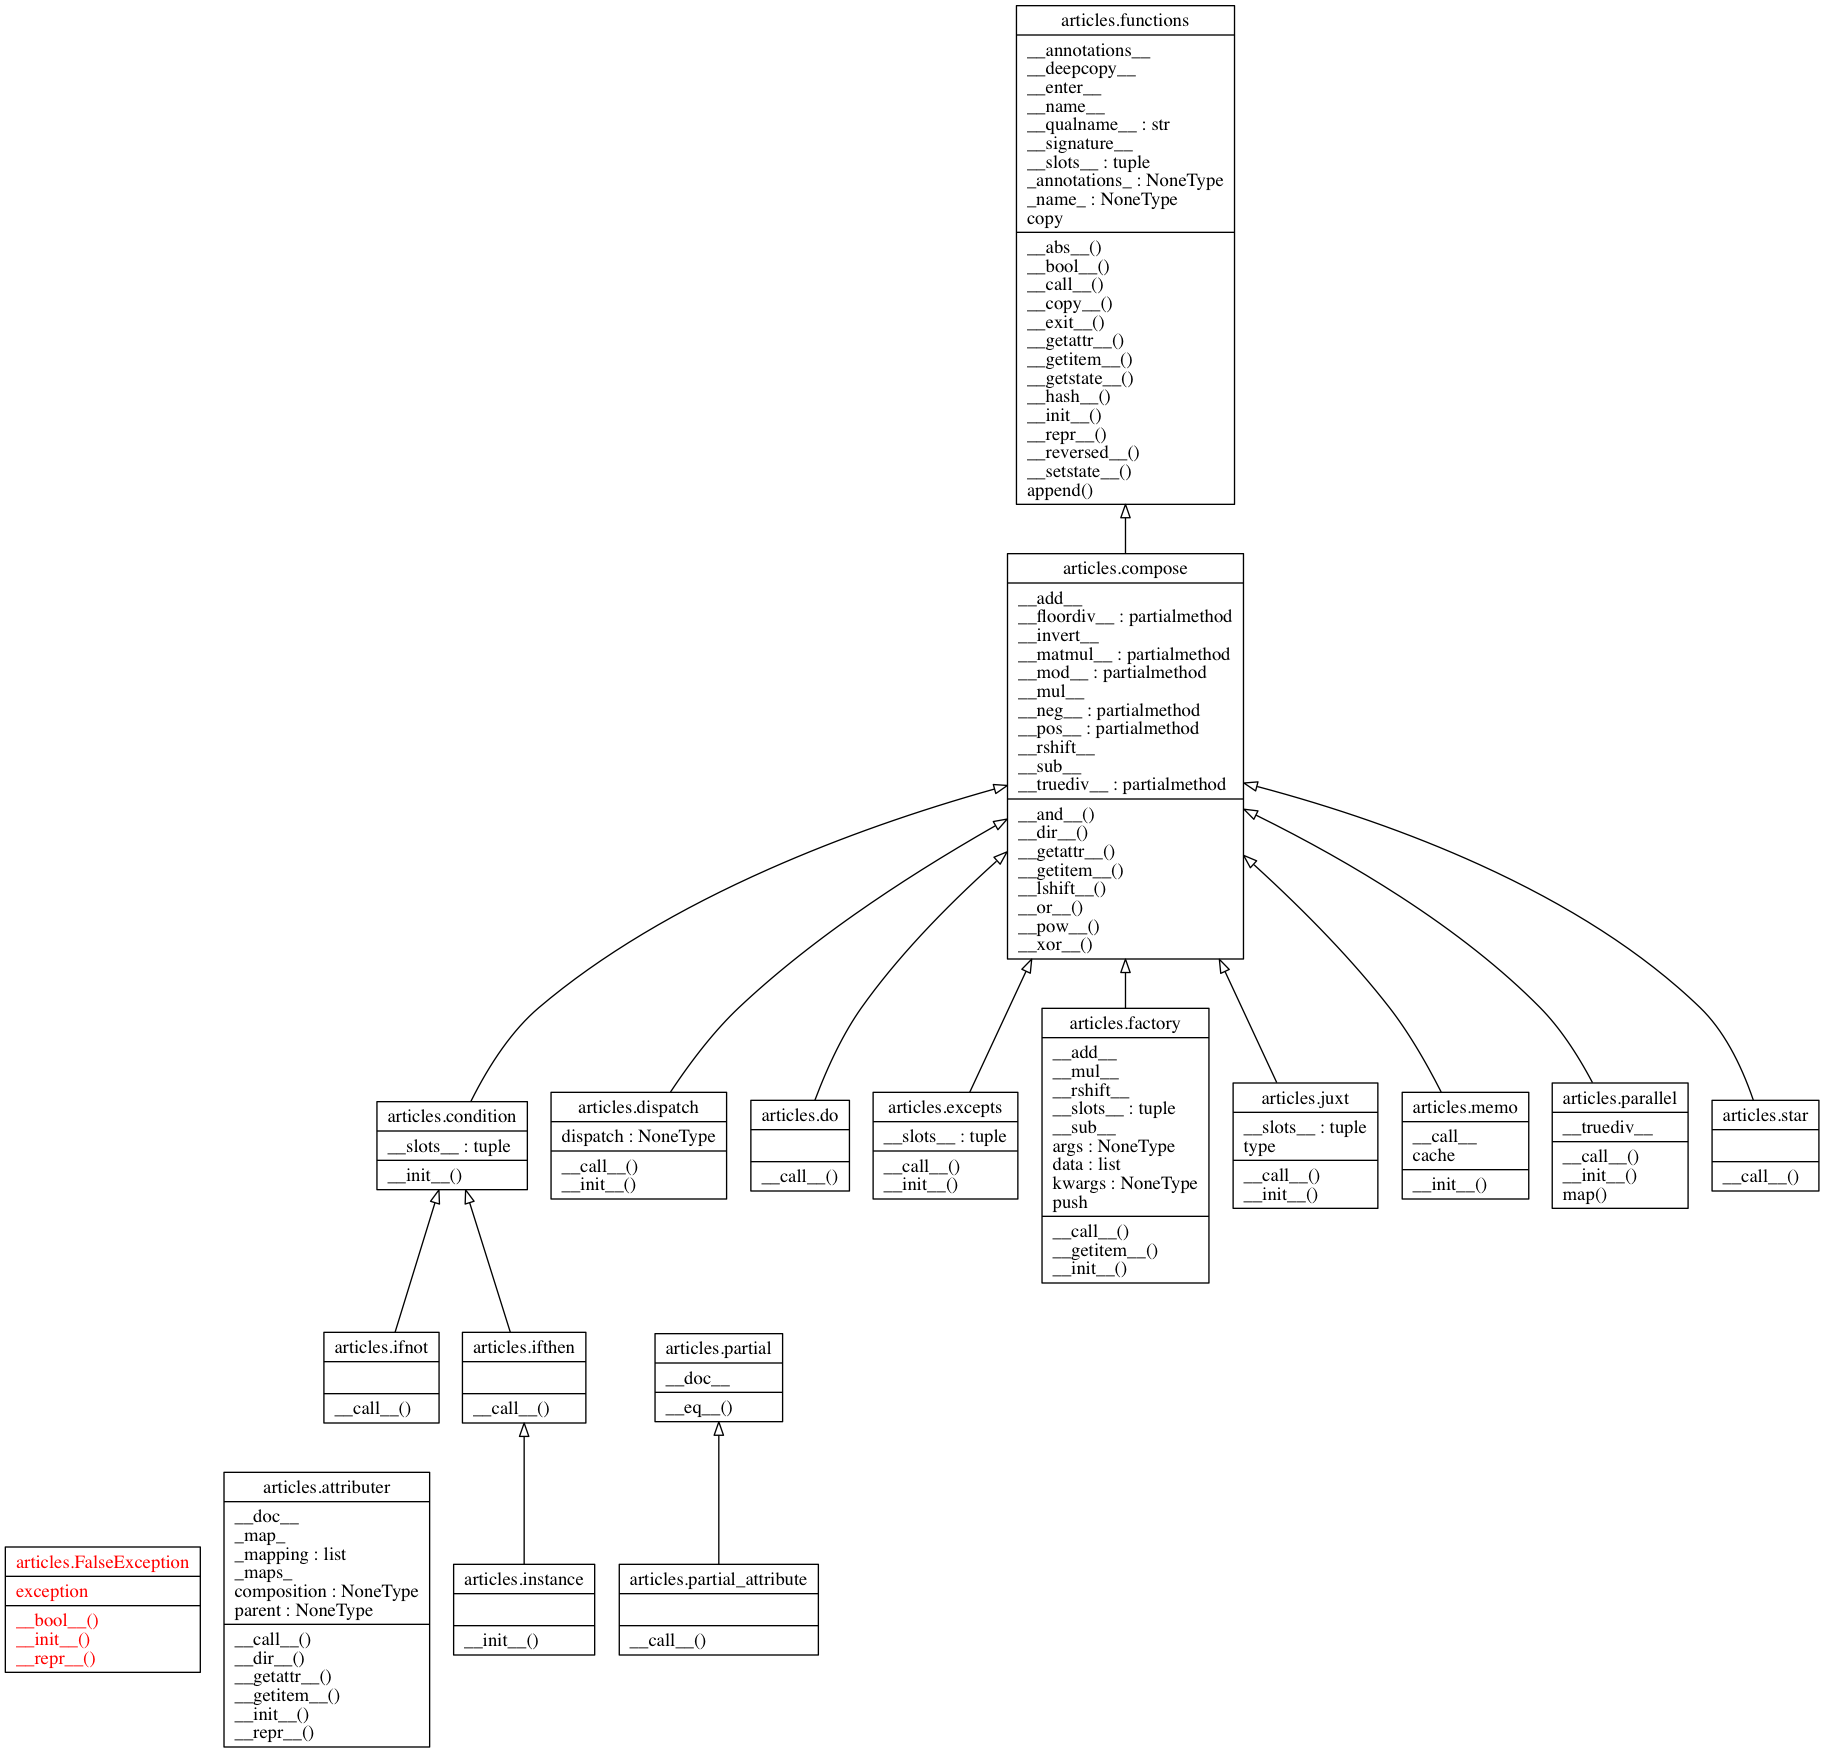 articles.functions
__annotations__
__deepcopy__
__enter__
__name__
__qualname__ : str
__signature__
__slots__ : tuple
_annotations_ : NoneType
_name_ : NoneType
copy
__abs__()
__bool__()
__call__()
__copy__()
__exit__()
__getattr__()
__getitem__()
__getstate__()
__hash__()
__init__()
__repr__()
__reversed__()
__setstate__()
append()
articles.compose
__add__
__floordiv__ : partialmethod
__invert__
__matmul__ : partialmethod
__mod__ : partialmethod
__mul__
__neg__ : partialmethod
__pos__ : partialmethod
__rshift__
__sub__
__truediv__ : partialmethod
__and__()
__dir__()
__getattr__()
__getitem__()
__lshift__()
__or__()
__pow__()
__xor__()
articles.condition
__slots__ : tuple
__init__()
articles.dispatch
dispatch : NoneType
__call__()
__init__()
articles.do
__call__()
articles.excepts
__slots__ : tuple
__call__()
__init__()
articles.factory
__add__
__mul__
__rshift__
__slots__ : tuple
__sub__
args : NoneType
data : list
kwargs : NoneType
push
__call__()
__getitem__()
__init__()
articles.juxt
__slots__ : tuple
type
__call__()
__init__()
articles.memo
__call__
cache
__init__()
articles.parallel
__truediv__
__call__()
__init__()
map()
articles.star
__call__()
articles.ifnot
__call__()
articles.ifthen
__call__()
articles.partial
__doc__
__eq__()
articles.FalseException
exception
__bool__()
__init__()
__repr__()
articles.attributer
__doc__
_map_
_mapping : list
_maps_
composition : NoneType
parent : NoneType
__call__()
__dir__()
__getattr__()
__getitem__()
__init__()
__repr__()
articles.instance
__init__()
articles.partial_attribute
__call__()